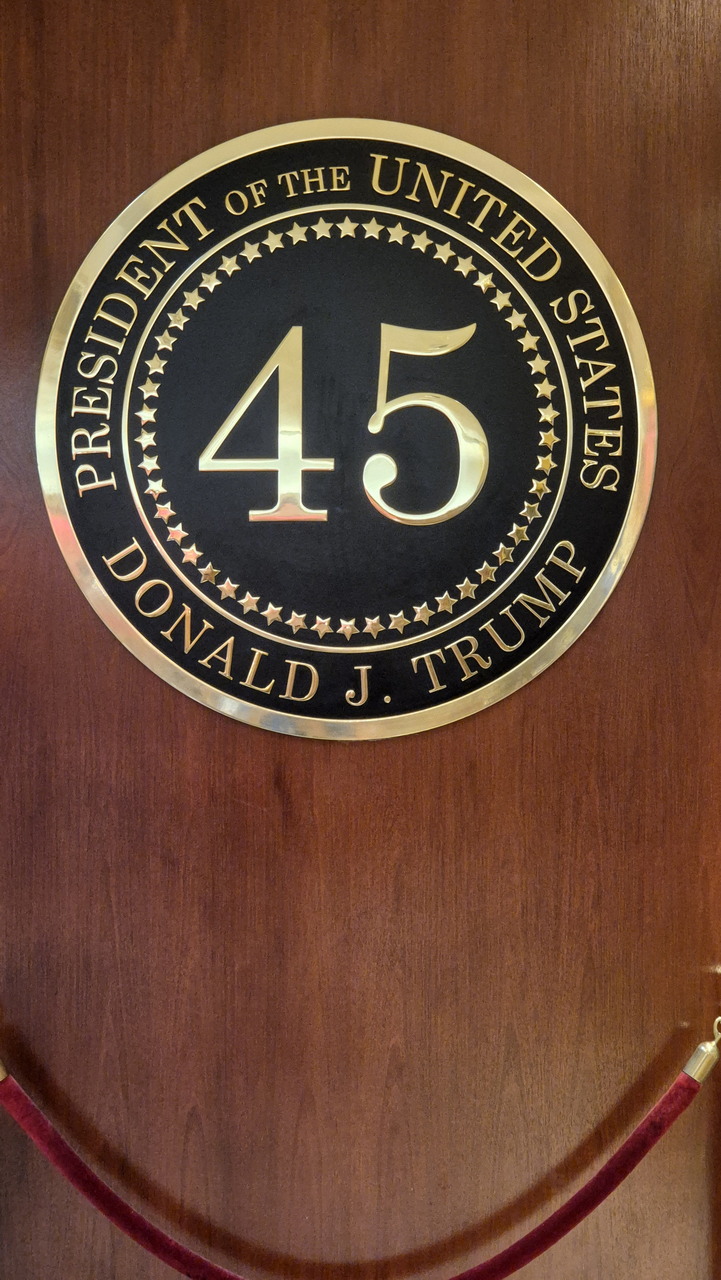 PRESIDENT OF THE UNITED STATES
45
DONALD J. TRUMP